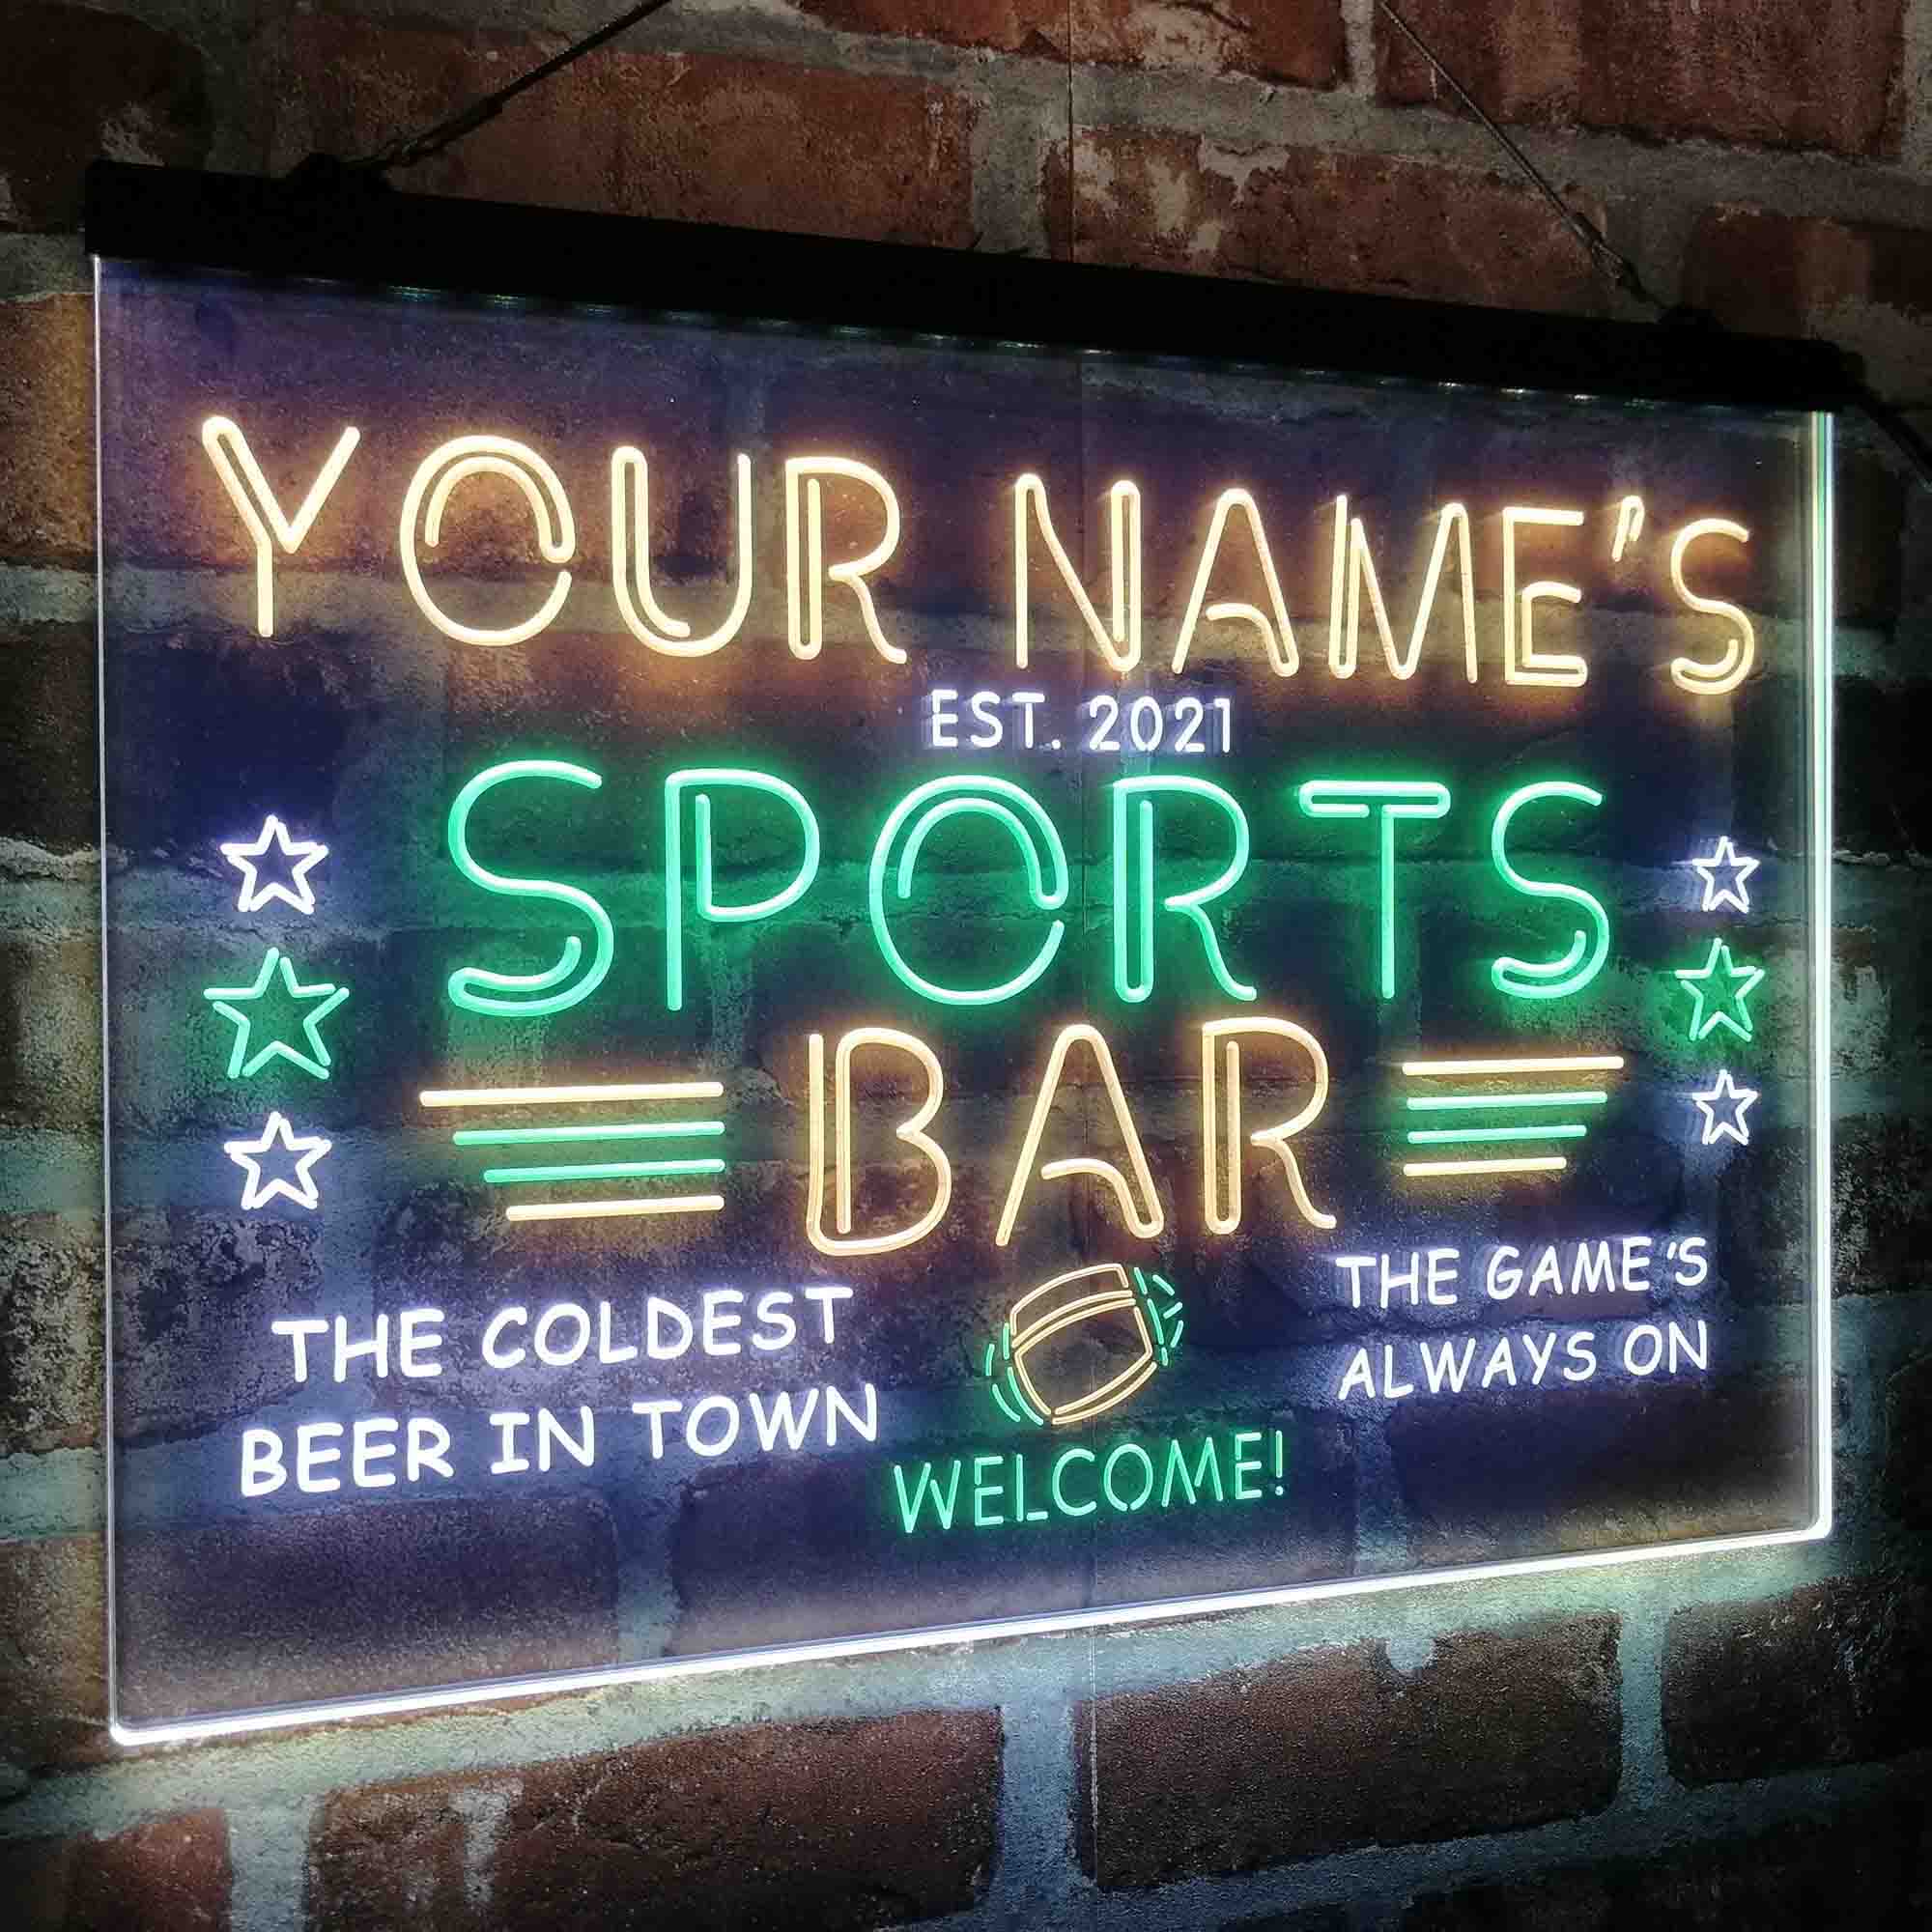 YOUR NAME'S
EST. 2021
SPORTS
BAR
THE COLDEST
BEER IN TOWN
THE GAME'S
ALWAYS ON
WELCOME!